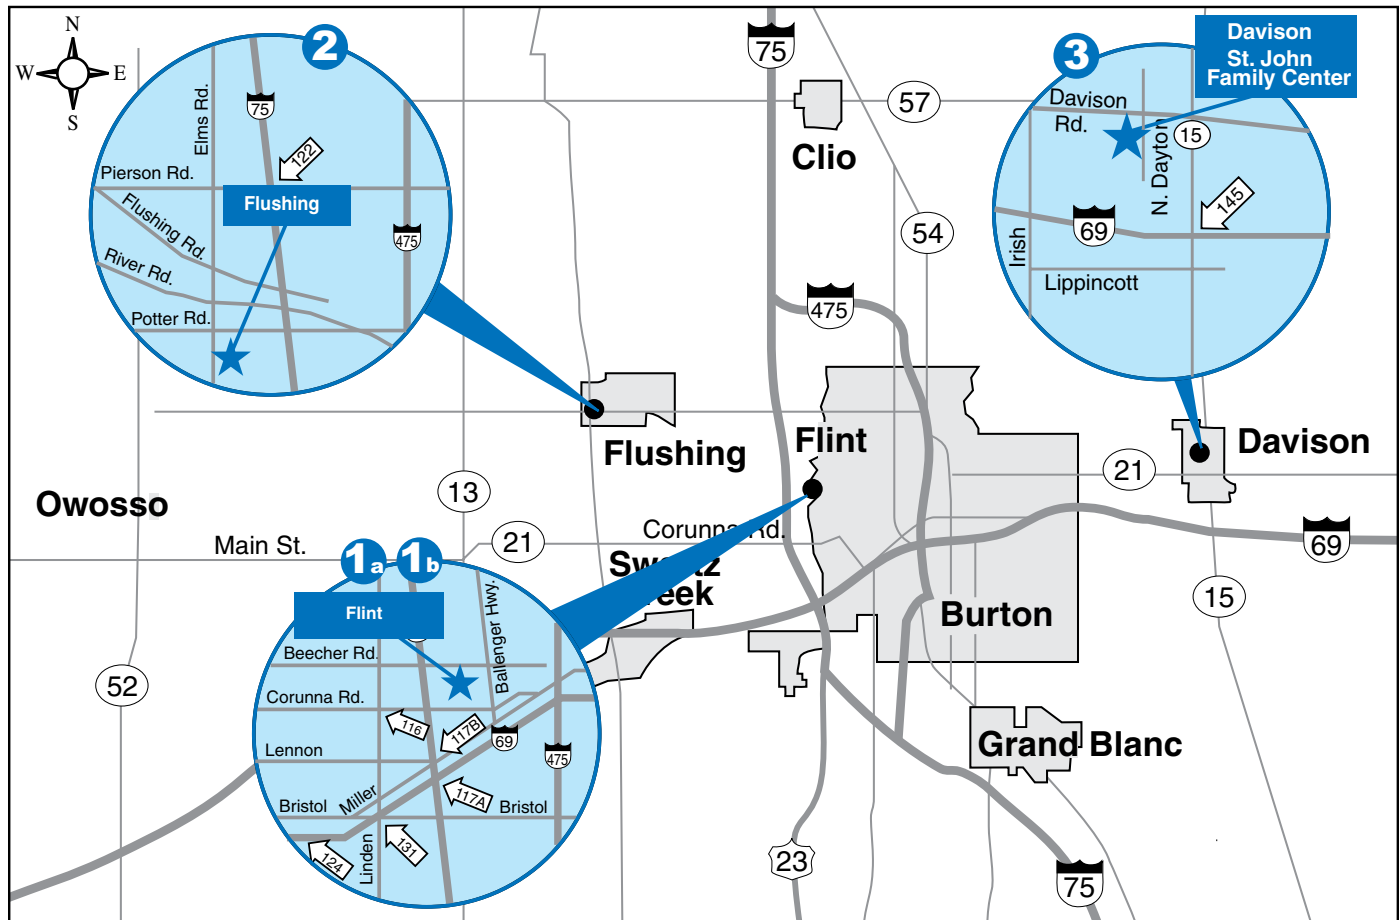 N
W
E
S
2
Elms Rd.
75
122
Pierson Rd.
Flushing
Flushing Rd.
River Rd.
475
Potter Rd.
75
Clio
57
54
475
3
Davison
St. John
Family Center
Davison
Rd.
15
N. Dayton
145
69
Irish
Lippincott
Flushing
Flint
Davison
21
Owosso
13
21
Main St.
Corunna Rd.
69
Burton
15
52
Grand Blanc
23
75
1a
1b
Flint
Ballenger Hwy.
Beecher Rd.
Corunna Rd.
116
117B
69
475
Lennon
Miller
117A
Bristol
Bristol
Linden
131
124